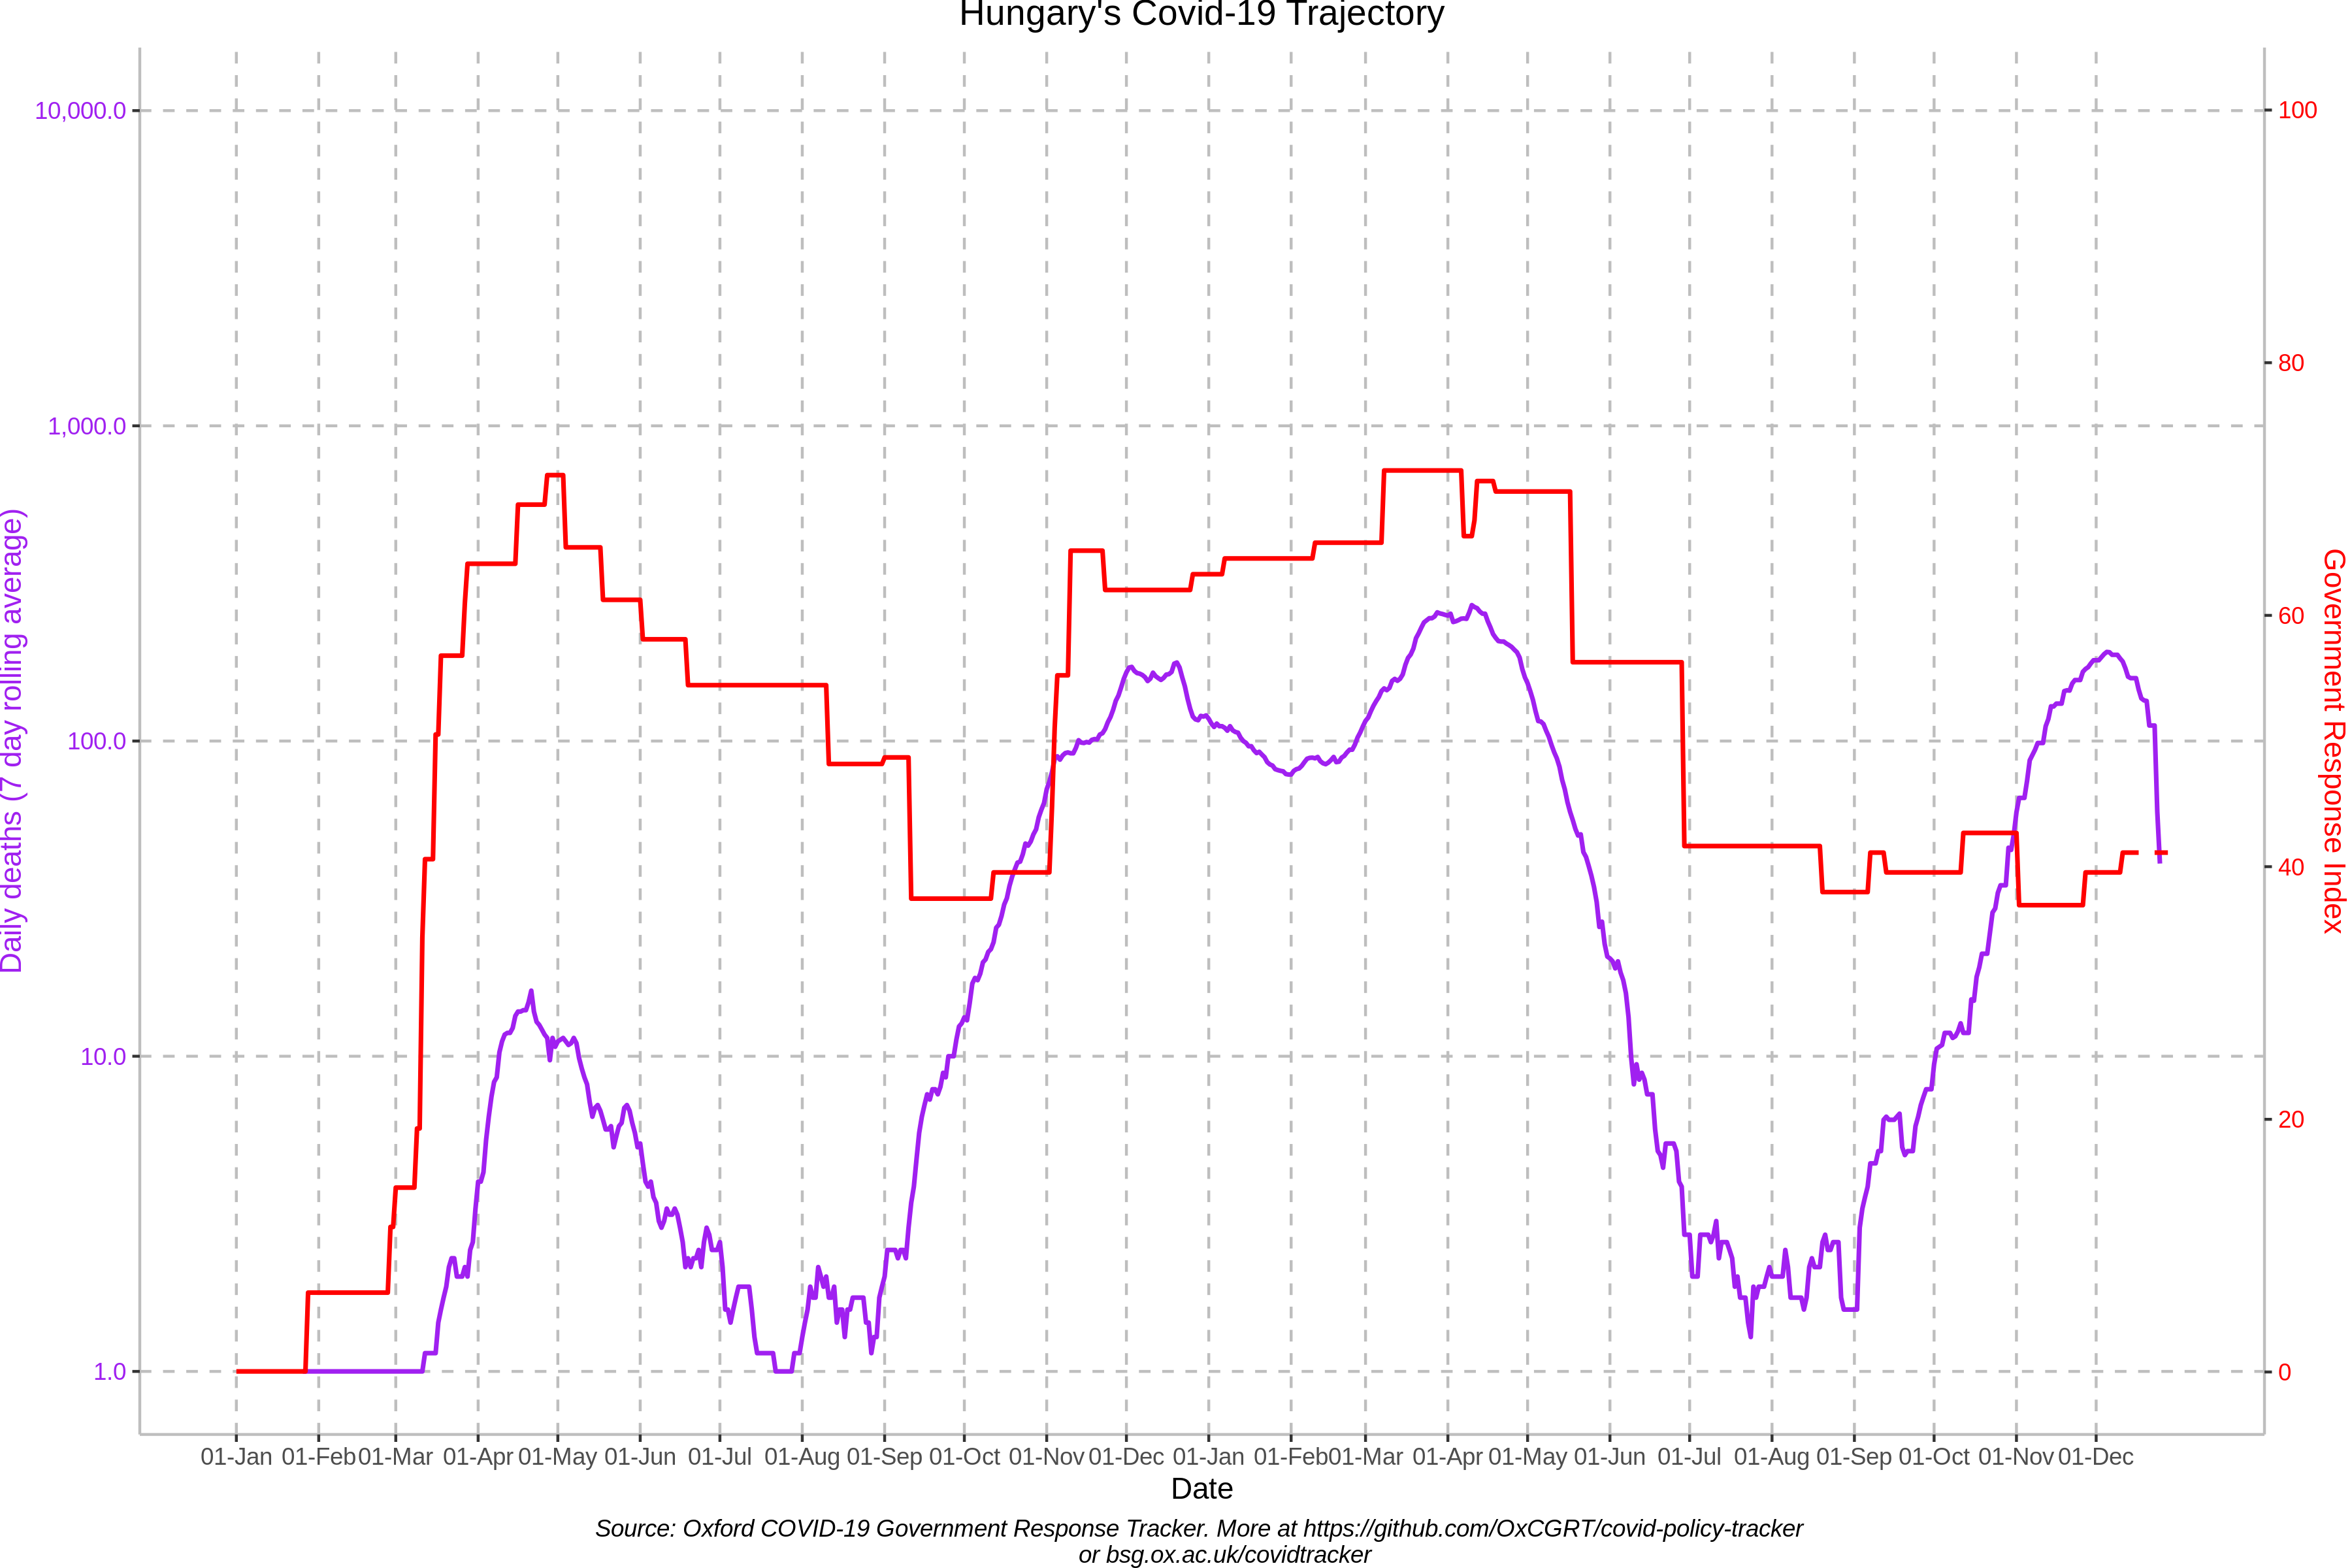 Hungary's Covid-19 Trajectory
10,000.0
1,000.0
100.0
10.0
1.0
Daily deaths (7 day rolling average)
100
80
60
40
20
0
Government Response Index
01-Jan 01-Feb 01-Mar 01-Apr 01-May 01-Jun 01-Jul 01-Aug 01-Sep 01-Oct 01-Nov 01-Dec 01-Jan 01-Feb 01-Mar 01-Apr 01-May 01-Jun 01-Jul 01-Aug 01-Sep 01-Oct 01-Nov 01-Dec
Date
Source: Oxford COVID-19 Government Response Tracker. More at https://github.com/OxCGRT/covid-policy-tracker
or bsg.ox.ac.uk/covidtracker